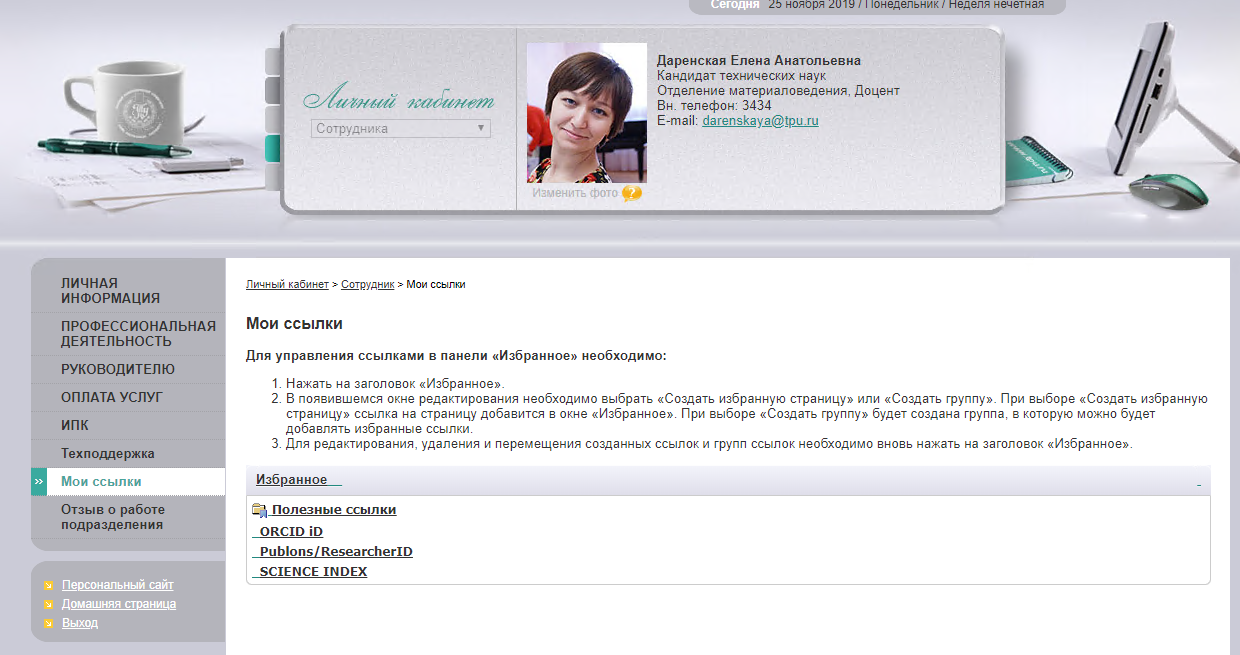 Сегодня 25 ноября 2019 / Понедельник / Неделя нечетная
Личный кабинет
Сотрудника
Даренская Елена Анатольевна
Кандидат технических наук
Отделение материаловедения, Доцент
Вн. телефон: 3434
E-mail: darenskaya@tpu.ru
Изменить фото ?
ЛИЧНАЯ
ИНФОРМАЦИЯ
ПРОФЕССИОНАЛЬНАЯ
ДЕЯТЕЛЬНОСТЬ
РУКОВОДИТЕЛЮ
ОПЛАТА УСЛУГ
ИПК
Техподдержка
Мои ссылки
Отзыв о работе
подразделения
Персональный сайт
Домашняя страница
Выход
Личный кабинет > Сотрудник > Мои ссылки
Мои ссылки
Для управления ссылками в панели «Избранное» необходимо:
1. Нажать на заголовок «Избранное».
2. В появившемся окне редактирования необходимо выбрать «Создать избранную страницу» или «Создать группу». При выборе «Создать избранную
страницу» ссылка на страницу добавится в окне «Избранное». При выборе «Создать группу» будет создана группа, в которую можно будет
добавлять избранные ссылки.
3. Для редактирования, удаления и перемещения созданных ссылок и групп ссылок необходимо вновь нажать на заголовок «Избранное».
Избранное
Полезные ссылки
ORCID iD
Publons/ResearcherID
SCIENCE INDEX